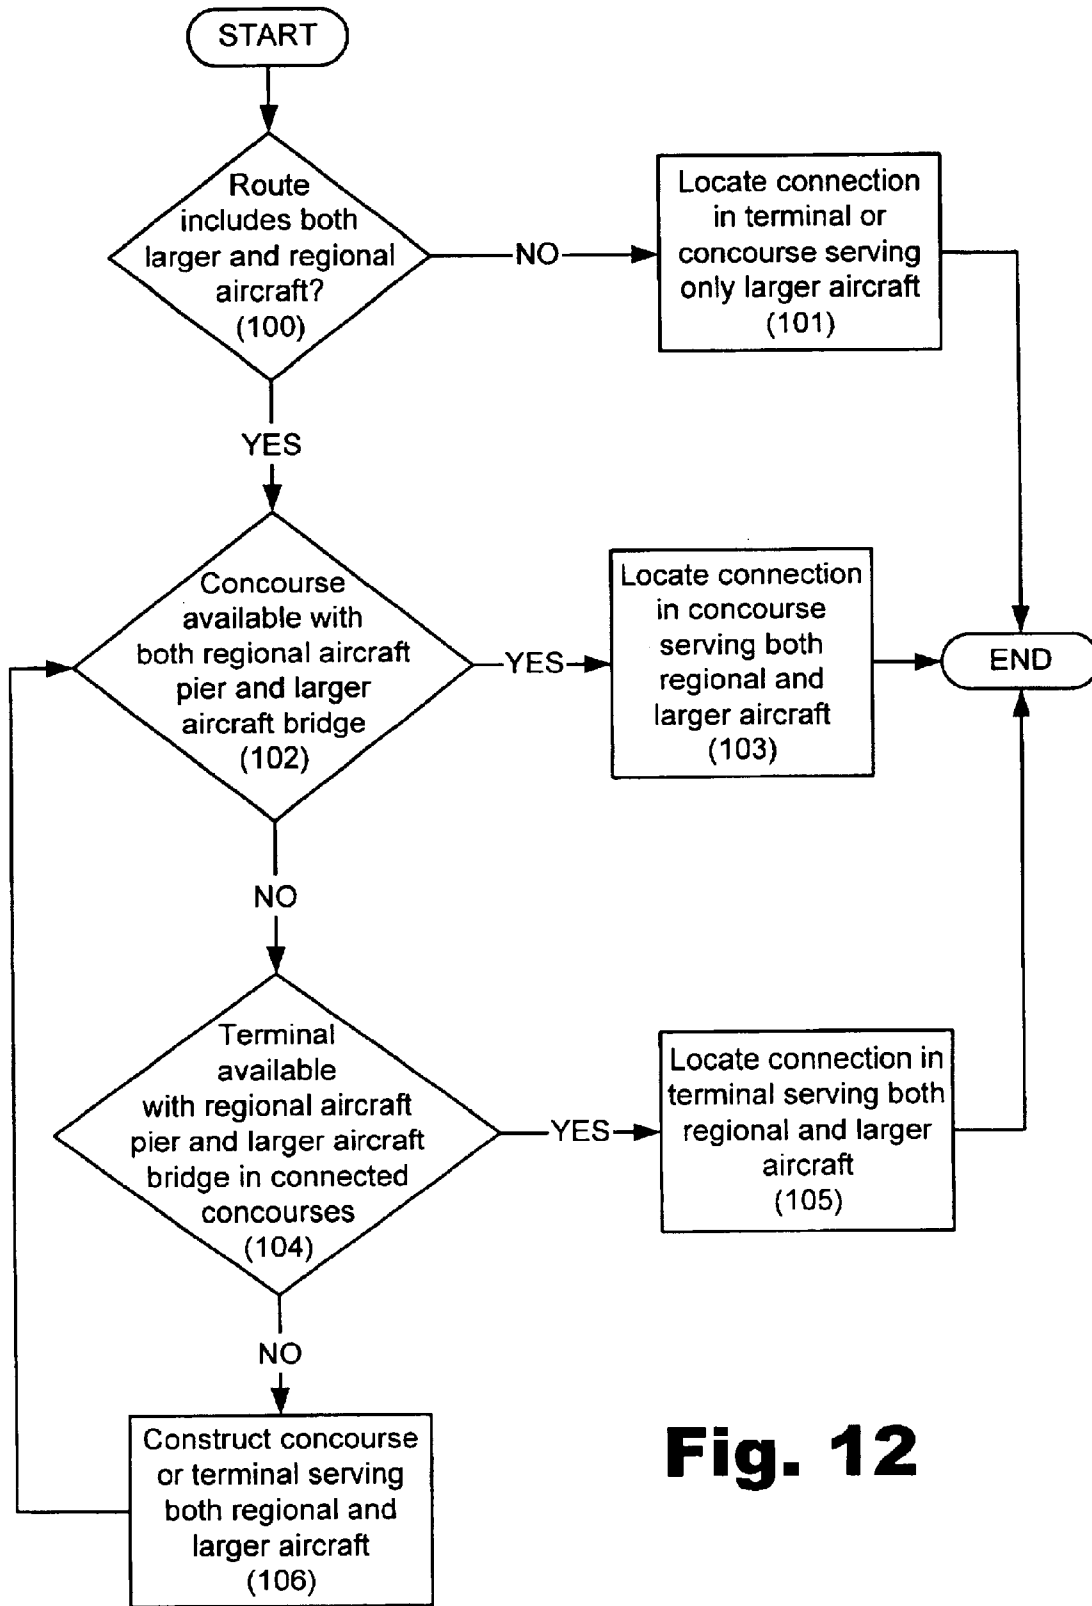 START
Route
includes both
larger and regional
aircraft?
(100)
NO
Locate connection
in terminal or
concourse serving
only larger aircraft
(101)
YES
Concourse
available with
both regional aircraft
pier and larger
aircraft bridge
(102)
YES
Locate connection
in concourse
serving both
regional and
larger aircraft
(103)
END
NO
Terminal
available
with regional aircraft
pier and larger aircraft
bridge in connected
concourses
(104)
YES
Locate connection in
terminal serving both
regional and larger
aircraft
(105)
NO
Construct concourse
or terminal serving
both regional and
larger aircraft
(106)
Fig. 12